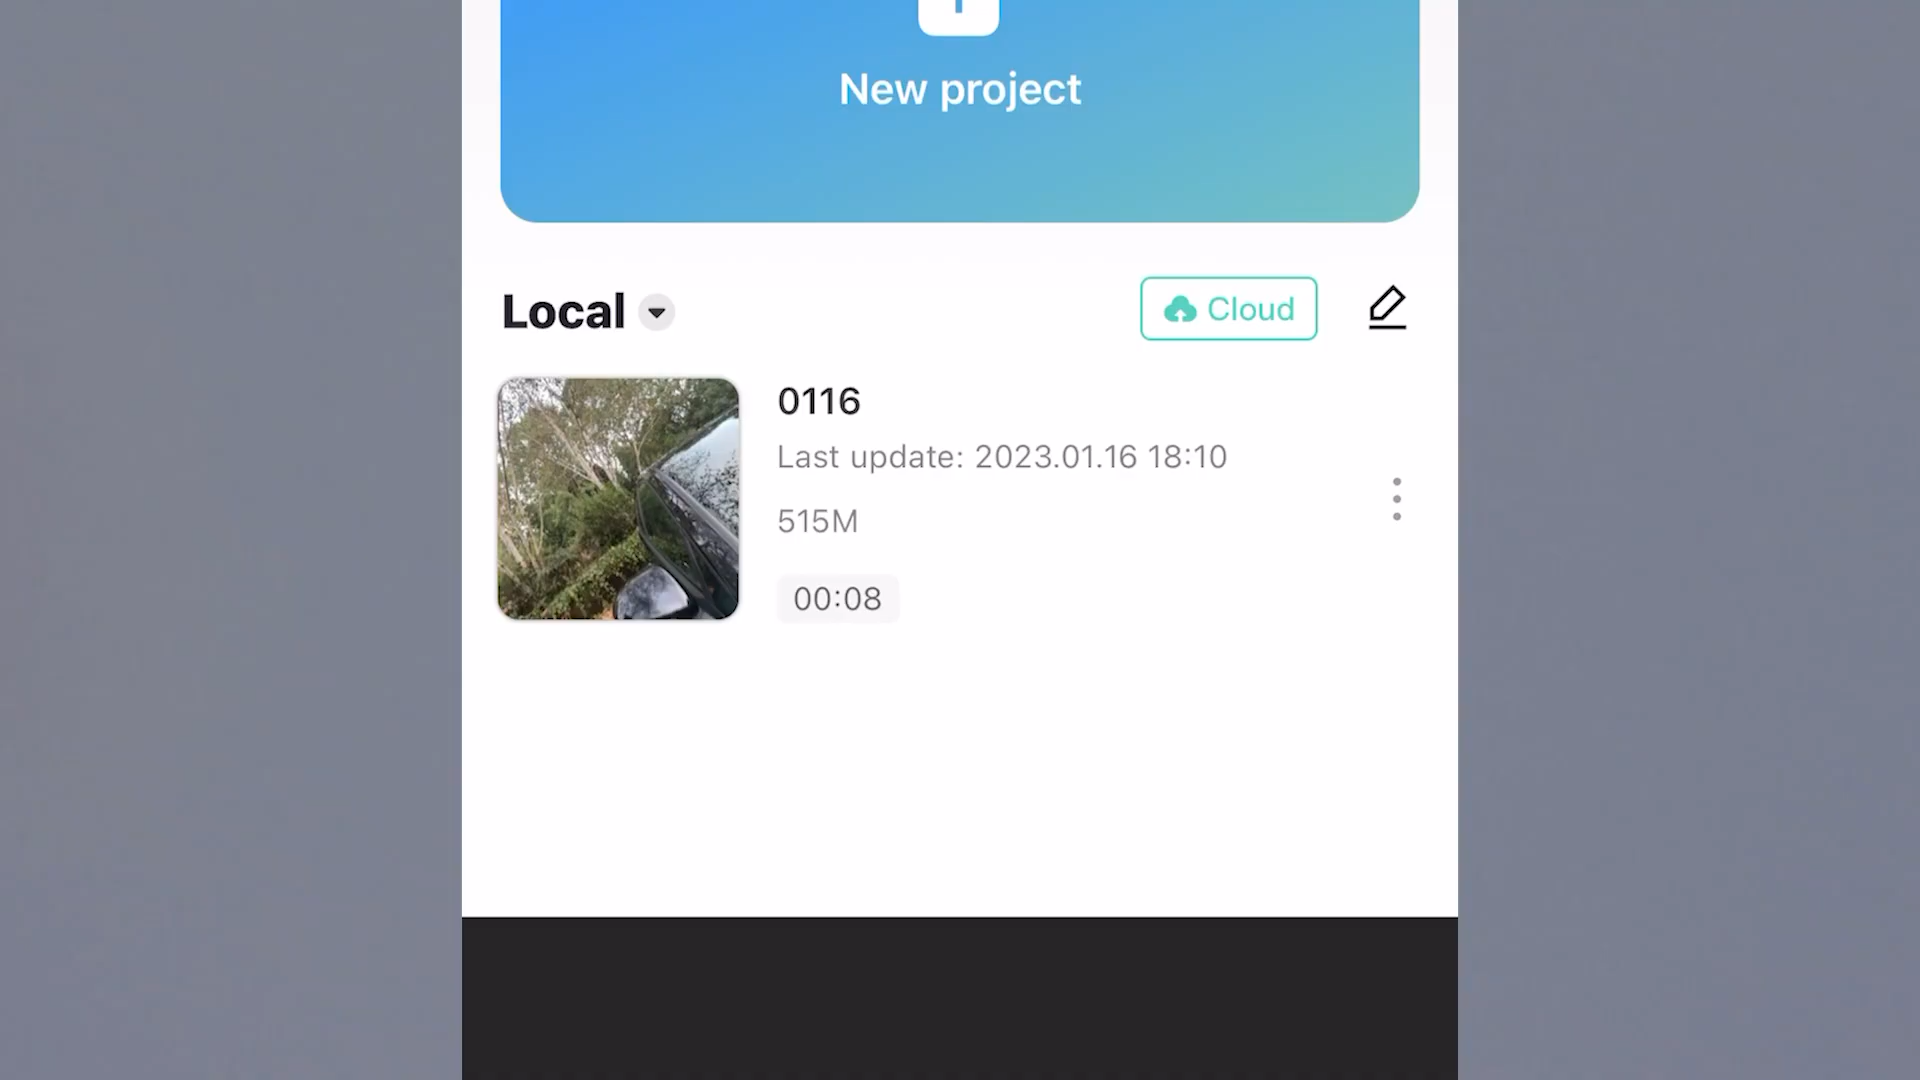 New project
Local
Cloud
0116
Last update: 2023.01.16 18:10
515M
00:08